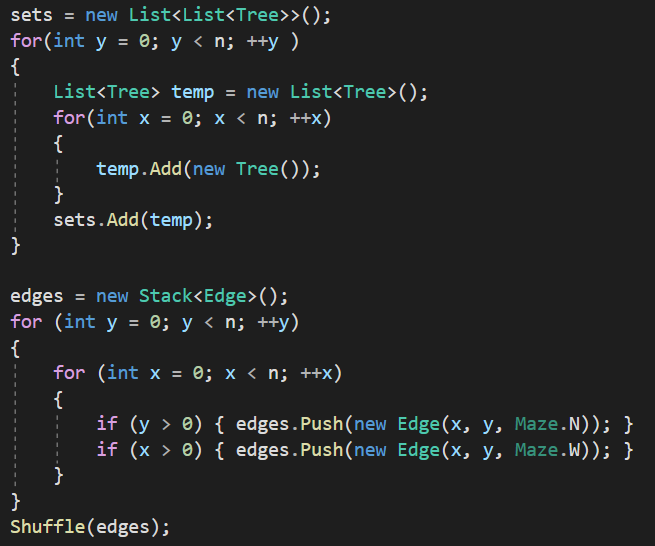 sets = new List<List<Tree>>();
for(int y = 0; y < n; ++y )
{
    List<Tree> temp = new List<Tree>();
    for(int x = 0; x < n; ++x)
    {
        temp.Add(new Tree());
    }
    sets.Add(temp);
}

edges = new Stack<Edge>();
for (int y = 0; y < n; ++y)
{
    for (int x = 0; x < n; ++x)
    {
        if (y > 0) { edges.Push(new Edge(x, y, Maze.N)); }
        if (x > 0) { edges.Push(new Edge(x, y, Maze.W)); }
    }
}
Shuffle(edges);